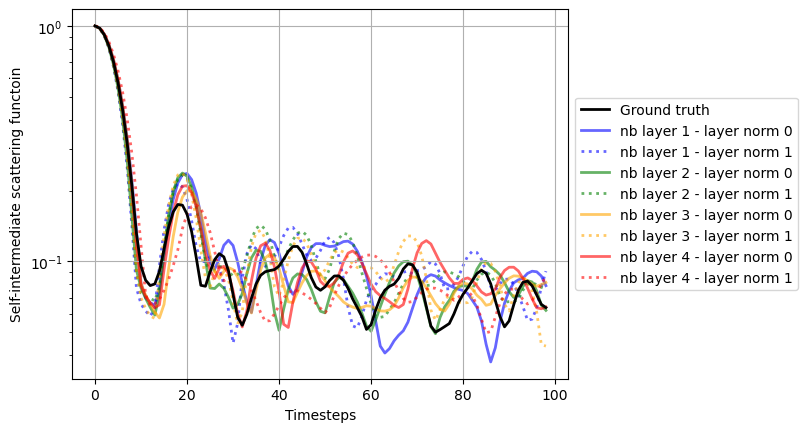 Self-intermediate scattering functoin
10⁰
10⁻¹
0 20 40 60 80 100
Timesteps
Ground truth
nb layer 1 - layer norm 0
nb layer 1 - layer norm 1
nb layer 2 - layer norm 0
nb layer 2 - layer norm 1
nb layer 3 - layer norm 0
nb layer 3 - layer norm 1
nb layer 4 - layer norm 0
nb layer 4 - layer norm 1